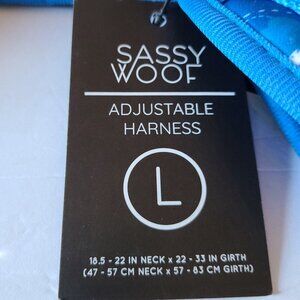 SASSY
WOOF
ADJUSTABLE
HARNESS
L
18.5 - 22 IN NECK x 22 - 33 IN GIRTH
(47 - 57 CM NECK x 57 - 83 CM GIRTH)